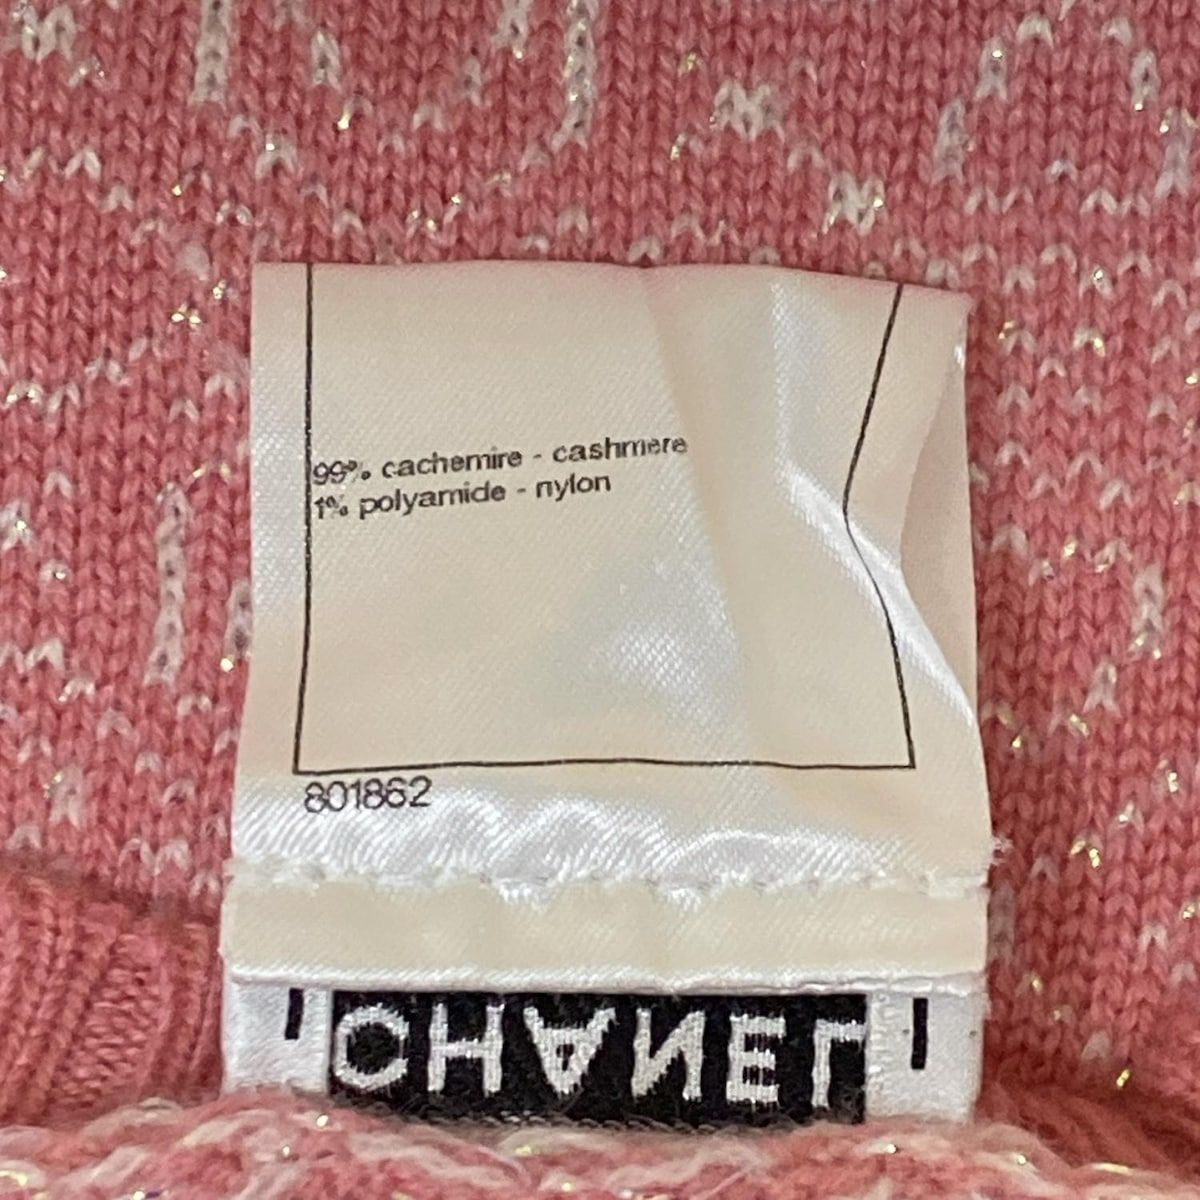 99% cachemire - cashmere
1% polyamide - nylon
801862
CHANEL